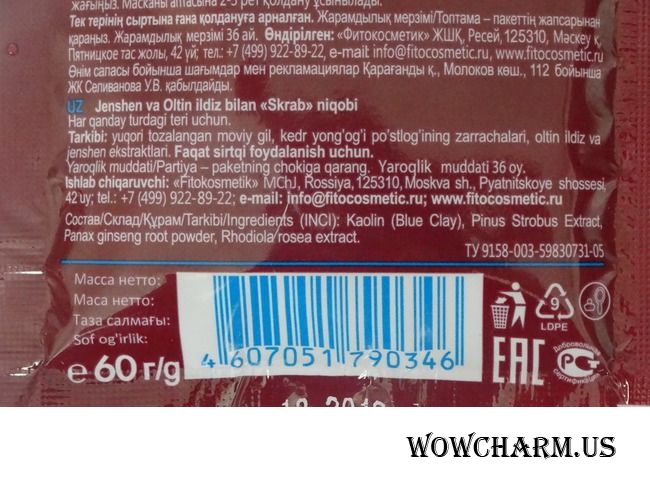 жағыңыз. Масканы аптасына 2-3 рет қолдану ұсынылады.
Тек терінің сыртына ғана қолдануға арналған. Жарамдылық мерзімі/Топтама – пакеттің жапсарынан
қараңыз. Жарамдылық мерзімі 36 ай. Өндірілген: «Фитокосметик» ЖШҚ, Ресей, 125310, Мәскеу қ.,
Пятницкое тас жолы, 42 үй; тел.: +7 (499) 922-89-22, e-mail: info@fitocosmetic.ru, www.fitocosmetic.ru
Өнім сапасы бойынша шағымдар мен рекламациялар Қарағанды қ., Молоков көш., 112 бойынша
ЖК Селиванова У.В. қабылдайды.
UZ Jenshen va Oltin ildiz bilan «Skrab» niqobi
Har qanday turdagi teri uchun.
Tarkibi: yuqori tozalangan moviy gil, kedr yong'og'i po'stlog'ining zarrachalari, oltin ildiz va
jenshen ekstraktlari. Faqat sirtqi foydalanish uchun.
Yaroqlik muddati/Partiya – paketning chokiga qarang. Yaroqlik muddati 36 oy.
Ishlab chiqaruvchi: «Fitokosmetik» MChJ, Rossiya, 125310, Moskva sh., Pyatnitskoye shossesi,
42 uy; tel.: +7 (499) 922-89-22; e-mail: info@fitocosmetic.ru; www.fitocosmetic.ru
Состав/Склад/Құрам/Tarkibi/Ingredients (INCI): Kaolin (Blue Clay), Pinus Strobus Extract,
Panax ginseng root powder, Rhodiola rosea extract.
ТУ 9158-003-59830731-05
Масса нетто:
Маса нетто:
Таза салмағы:
Sof og'irlik:
e 60 г/g
4 607051 790346
9
LDPE
EAC
Добровольная
сертификация
WOWCHARM.US